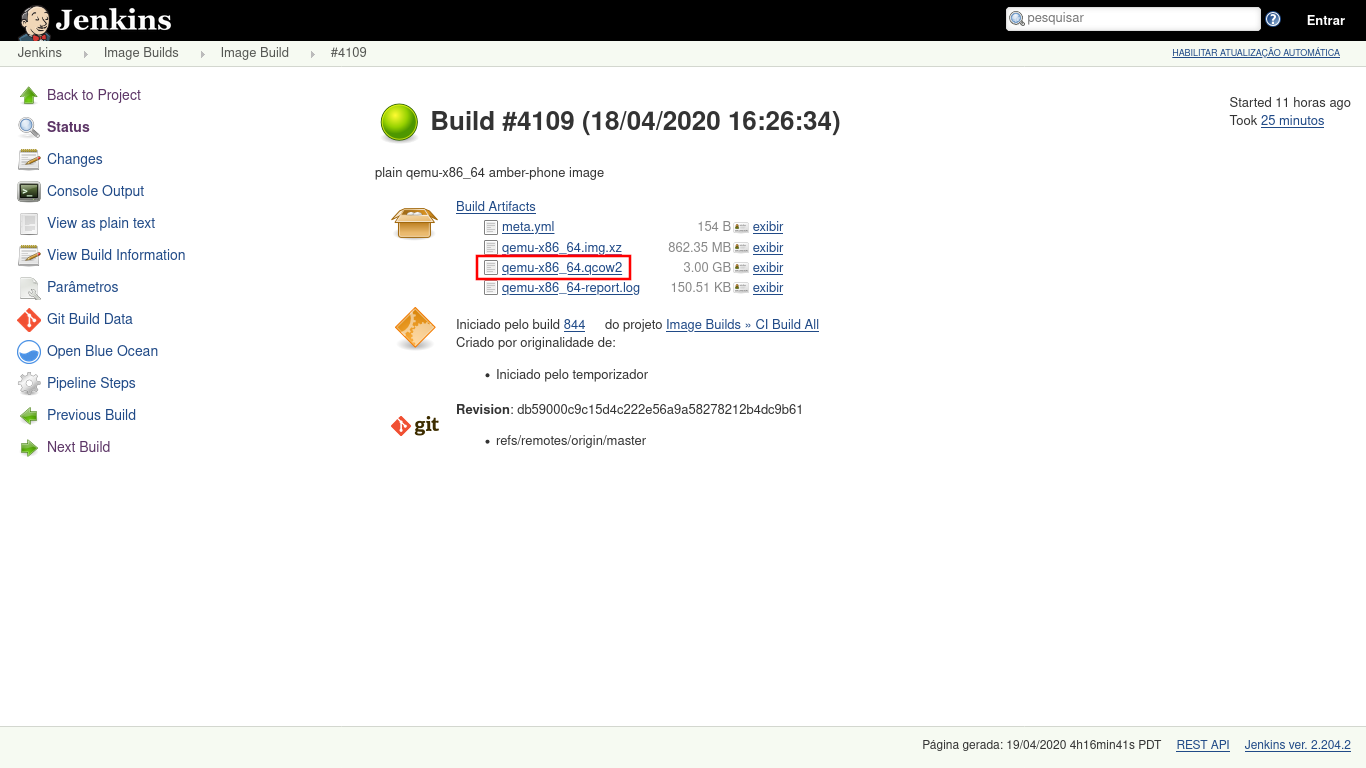 Jenkins
pesquisar
Entrar
Jenkins Image Builds Image Build #4109
HABILITAR ATUALIZAÇÃO AUTOMÁTICA
Back to Project
Status
Changes
Console Output
View as plain text
View Build Information
Parâmetros
Git Build Data
Open Blue Ocean
Pipeline Steps
Previous Build
Next Build
Build #4109 (18/04/2020 16:26:34)
Started 11 horas ago
Took 25 minutos
plain qemu-x86_64 amber-phone image
Build Artifacts
meta.yml 154 B exibir
qemu-x86_64.img.xz 862.35 MB exibir
qemu-x86_64.qcow2 3.00 GB exibir
qemu-x86_64-report.log 150.51 KB exibir
Iniciado pelo build 844 do projeto Image Builds » CI Build All
Criado por originalidade de:
• Iniciado pelo temporizador
git
Revision: db59000c9c15d4c222e56a9a58278212b4dc9b61
• refs/remotes/origin/master
Página gerada: 19/04/2020 4h16min41s PDT REST API Jenkins ver. 2.204.2